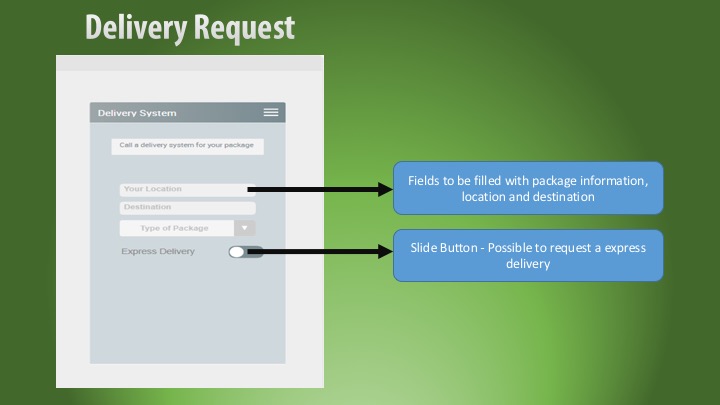 Delivery Request
Delivery System
Call a delivery system for your package
Your Location
Destination
Type of Package
Express Delivery
Fields to be filled with package information,
location and destination
Slide Button - Possible to request a express
delivery